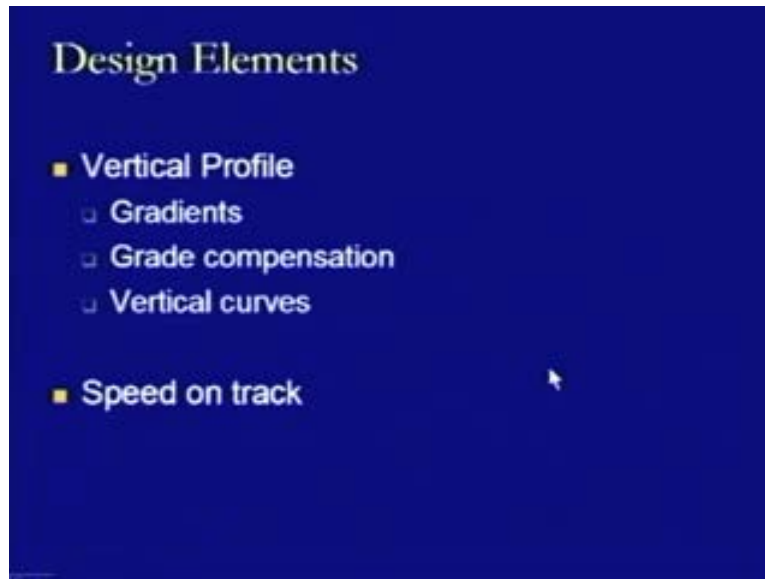 Design Elements
Vertical Profile
Gradients
Grade compensation
Vertical curves
Speed on track